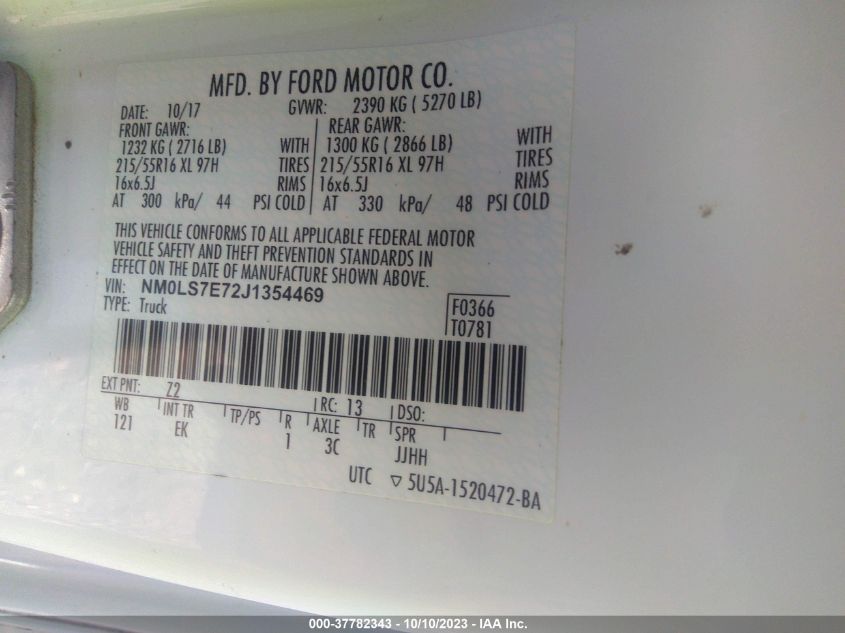 MFD. BY FORD MOTOR CO.
DATE: 10/17 GVWR: 2390 KG ( 5270 LB)
FRONT GAWR: REAR GAWR:
1232 KG ( 2716 LB) WITH 1300 KG ( 2866 LB) WITH
215/55R16 XL 97H TIRES 215/55R16 XL 97H TIRES
16x6.5J RIMS 16x6.5J RIMS
AT 300 kPa/ 44 PSI COLD AT 330 kPa/ 48 PSI COLD
THIS VEHICLE CONFORMS TO ALL APPLICABLE FEDERAL MOTOR
VEHICLE SAFETY AND THEFT PREVENTION STANDARDS IN
EFFECT ON THE DATE OF MANUFACTURE SHOWN ABOVE.
VIN: NM0LS7E72J1354469
TYPE: Truck
F0366
T0781
EXT PNT: Z2 RC: 13 DSO:
WB INT TR TP/PS R AXLE TR SPR
121 EK 1 3C JJHH
UTC ▽ 5U5A-1520472-BA
000-37782343 - 10/10/2023 - IAA Inc.